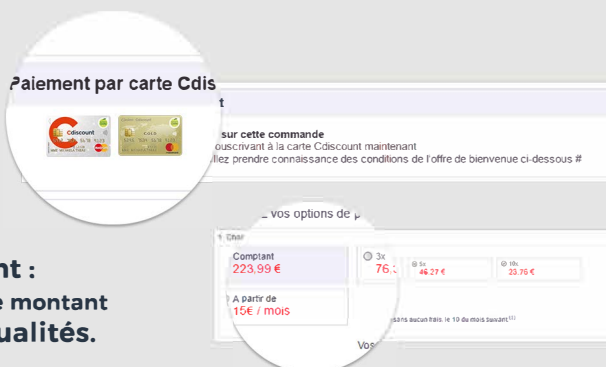 Paiement par carte Cdis
Cdiscount
GOLD
t
sur cette commande
ouscrivant à la carte Cdiscount maintenant
llez prendre connaissance des conditions de l'offre de bienvenue ci-dessous #
vos options de p
Comptant
223,99 €
3x
76,
5x
46,27 €
10x
23,76 €
A partir de
15€ / mois
sans aucun frais, le 10 du mois suivant
Vos
nt :
e montant
ualités.